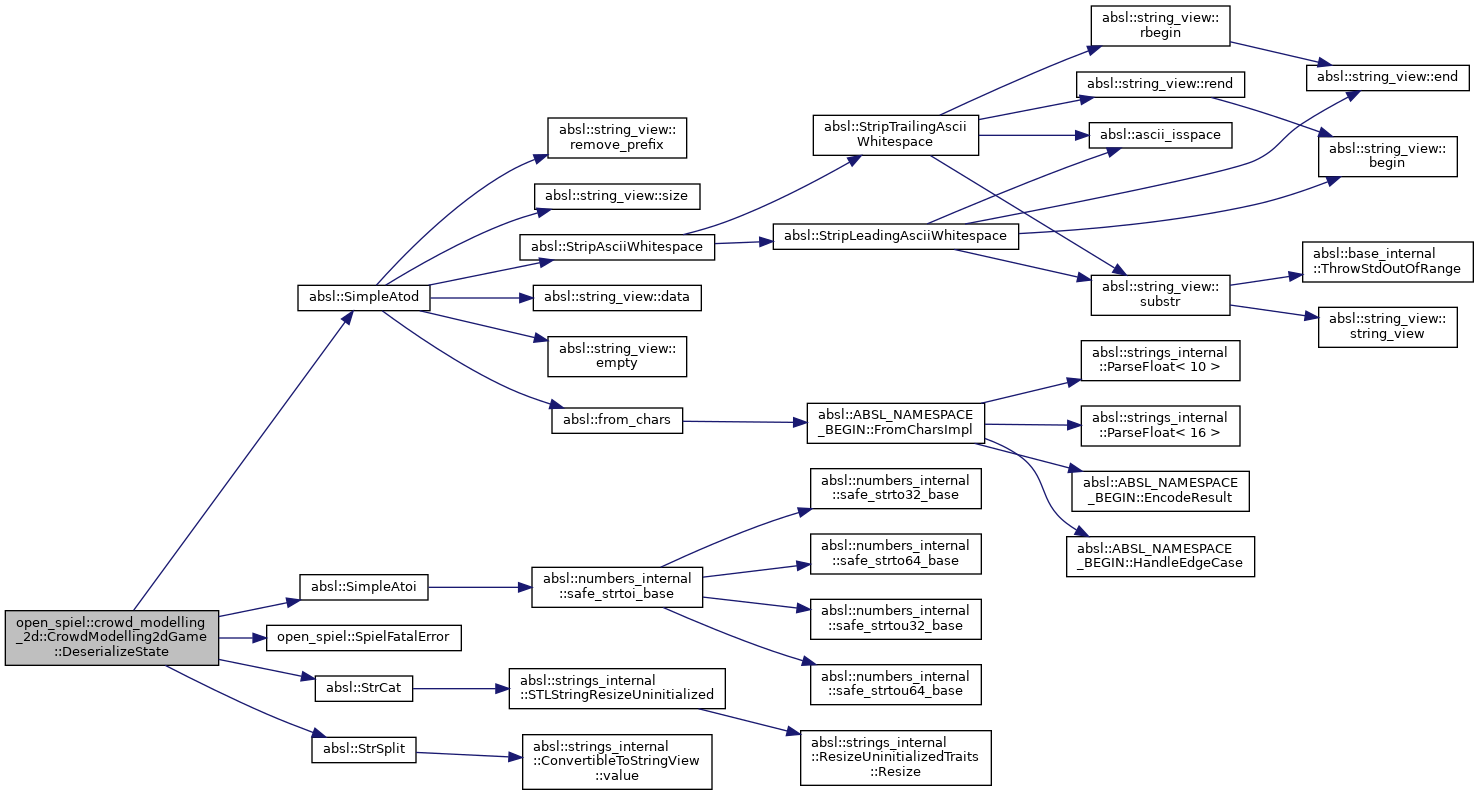 open_spiel::crowd_modelling
_2d::CrowdModelling2dGame
::DeserializeState
absl::SimpleAtod
absl::string_view::
remove_prefix
absl::string_view::size
absl::StripAsciiWhitespace
absl::StripTrailingAscii
Whitespace
absl::string_view::
rbegin
absl::string_view::end
absl::string_view::rend
absl::string_view::
begin
absl::ascii_isspace
absl::string_view::
substr
absl::base_internal
::ThrowStdOutOfRange
absl::string_view::
string_view
absl::StripLeadingAsciiWhitespace
absl::string_view::data
absl::string_view::
empty
absl::from_chars
absl::ABSL_NAMESPACE
_BEGIN::FromCharsImpl
absl::strings_internal
::ParseFloat< 10 >
absl::strings_internal
::ParseFloat< 16 >
absl::ABSL_NAMESPACE
_BEGIN::EncodeResult
absl::ABSL_NAMESPACE
_BEGIN::HandleEdgeCase
absl::SimpleAtoi
absl::numbers_internal
::safe_strtoi_base
absl::numbers_internal
::safe_strto32_base
absl::numbers_internal
::safe_strto64_base
absl::numbers_internal
::safe_strtou32_base
absl::numbers_internal
::safe_strtou64_base
open_spiel::SpielFatalError
absl::StrCat
absl::strings_internal
::STLStringResizeUninitialized
absl::strings_internal
::ResizeUninitializedTraits
::Resize
absl::StrSplit
absl::strings_internal
::ConvertibleToStringView
::value